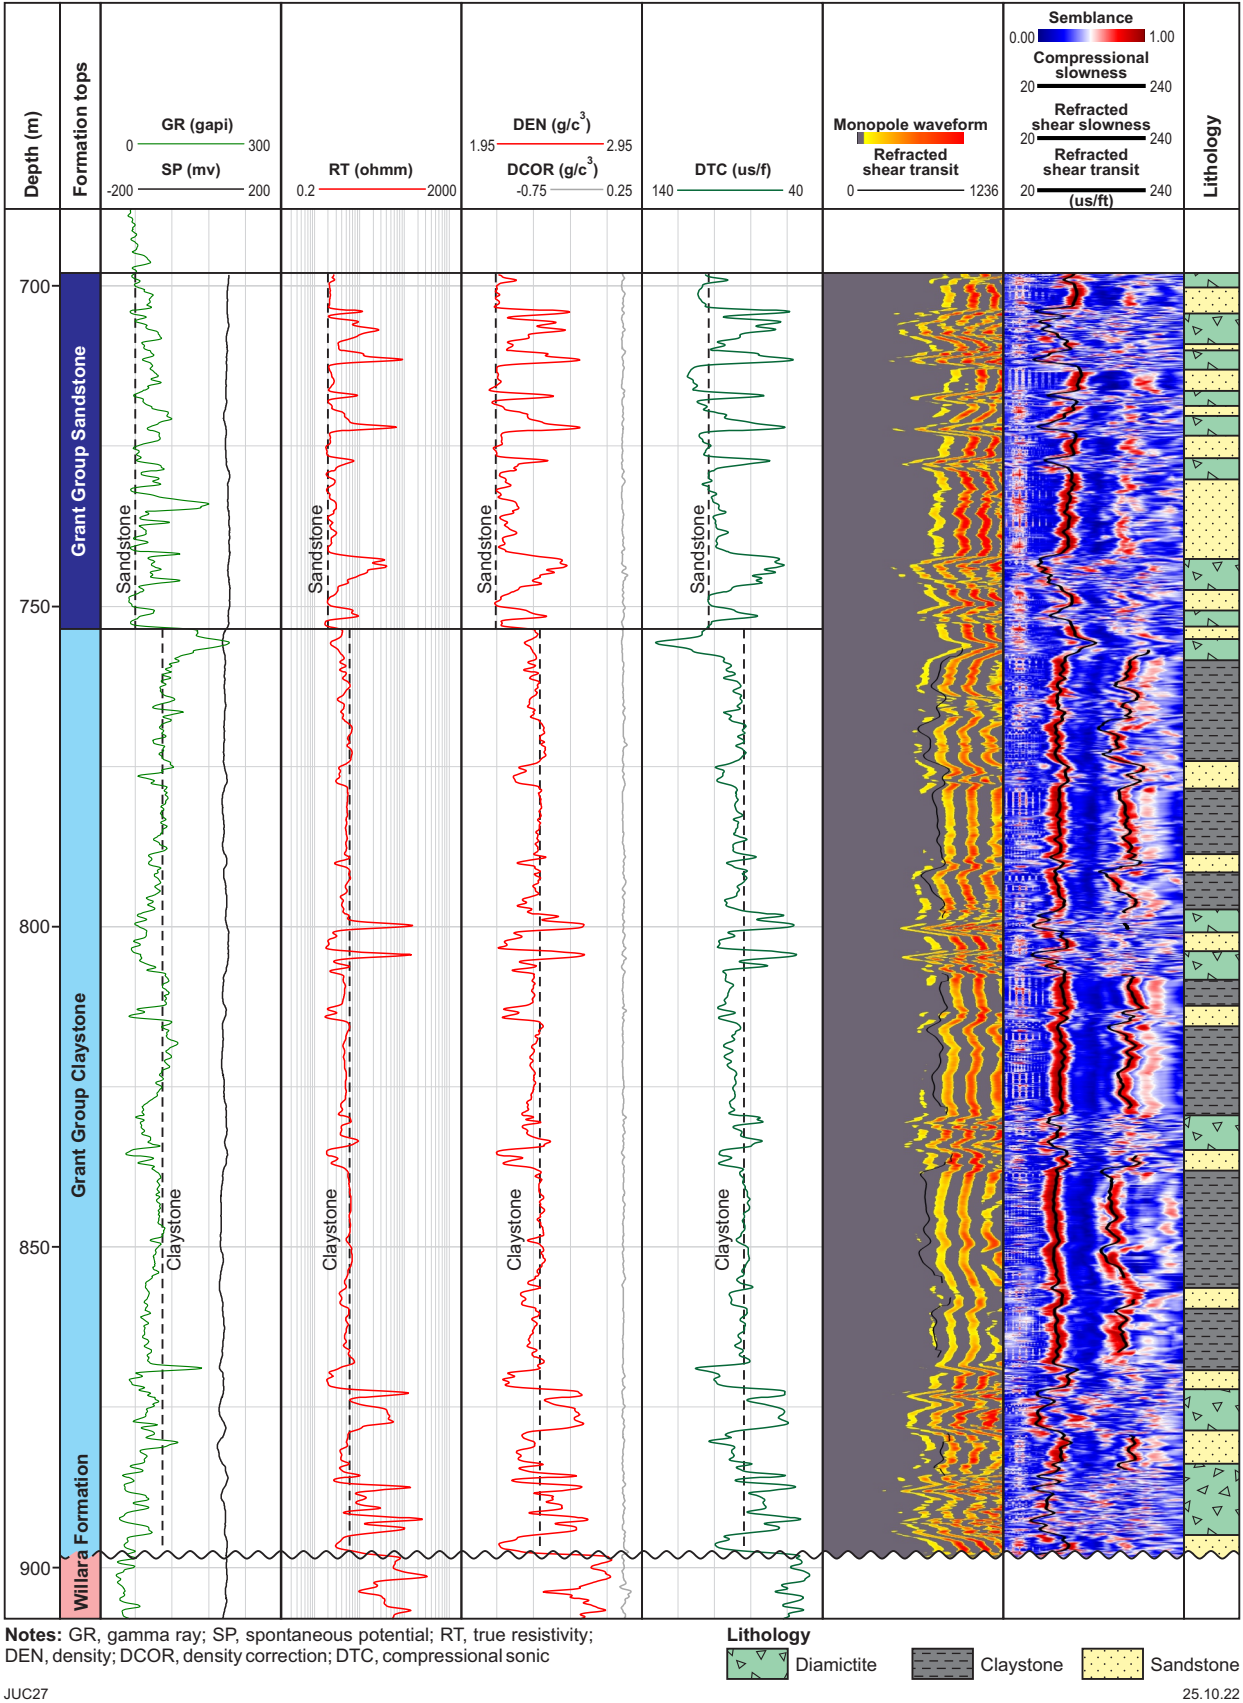 Depth (m)
Formation tops
GR (gapi)
0 300
SP (mv)
-200 200
RT (ohmm)
0.2 2000
DEN (g/c³)
1.95 2.95
DCOR (g/c³)
-0.75 0.25
DTC (us/f)
140 40
Monopole waveform
Refracted
shear transit
0 1236
Semblance
0.00 1.00
Compressional
slowness
20 240
Refracted
shear slowness
20 240
Refracted
shear transit
20 240
(us/ft)
Lithology
700
750
800
850
900
Grant Group Sandstone
Grant Group Claystone
Willara Formation
Sandstone
Sandstone
Sandstone
Sandstone
Claystone
Claystone
Claystone
Claystone
Notes: GR, gamma ray; SP, spontaneous potential; RT, true resistivity;
DEN, density; DCOR, density correction; DTC, compressional sonic
Lithology
Diamictite
Claystone
Sandstone
JUC27
25.10.22